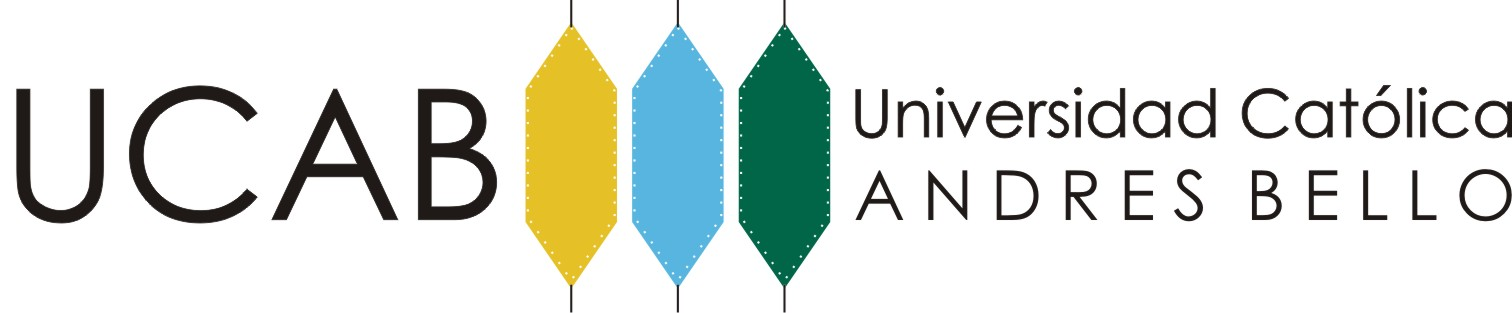 UCAB
Universidad Católica
ANDRES BELLO